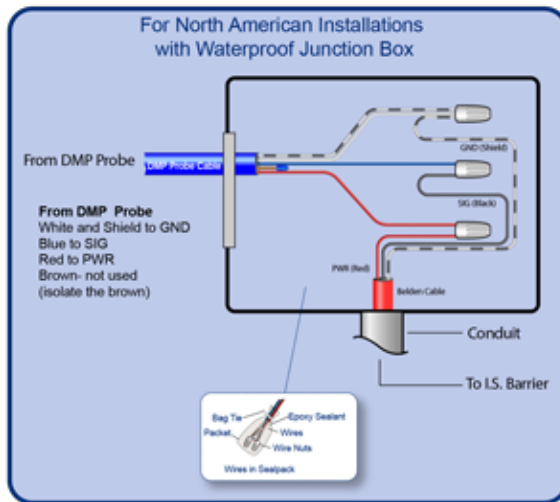 For North American Installations
with Waterproof Junction Box
From DMP Probe
DMP Probe Cable
GND (Shield)
SIG (Black)
From DMP Probe
White and Shield to GND
Blue to SIG
Red to PWR
Brown- not used
(isolate the brown)
PWR (Red)
Belden Cable
Conduit
To I.S. Barrier
Bag Tie
Epoxy Sealant
Packet
Wires
Wire Nuts
Wires in Sealpack